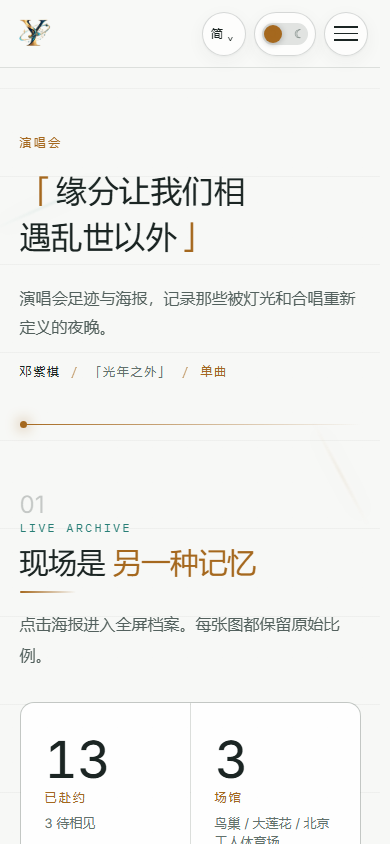 简
演唱会
「缘分让我们相
遇乱世以外」
演唱会足迹与海报，记录那些被灯光和合唱重新
定义的夜晚。
邓紫棋 / 「光年之外」 / 单曲
01
LIVE ARCHIVE
现场是 另一种记忆
点击海报进入全屏档案。每张图都保留原始比
例。
13
已赴约
3 待相见
3
场馆
鸟巢 / 大莲花 / 北京
工人体育场